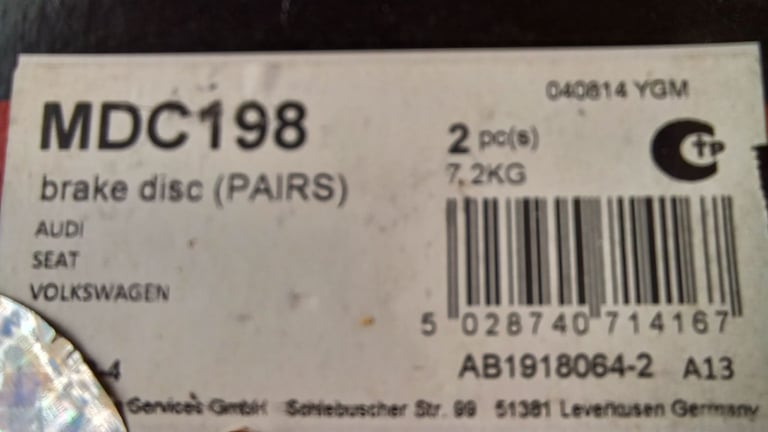 040814 YGM
MDC198
2 pc(s)
7.2KG
brake disc (PAIRS)
AUDI
SEAT
VOLKSWAGEN
5 028740 714167
-4
AB1918064-2 A13
Services GmbH Schlebuscher Str. 99 51381 Leverkusen Germany